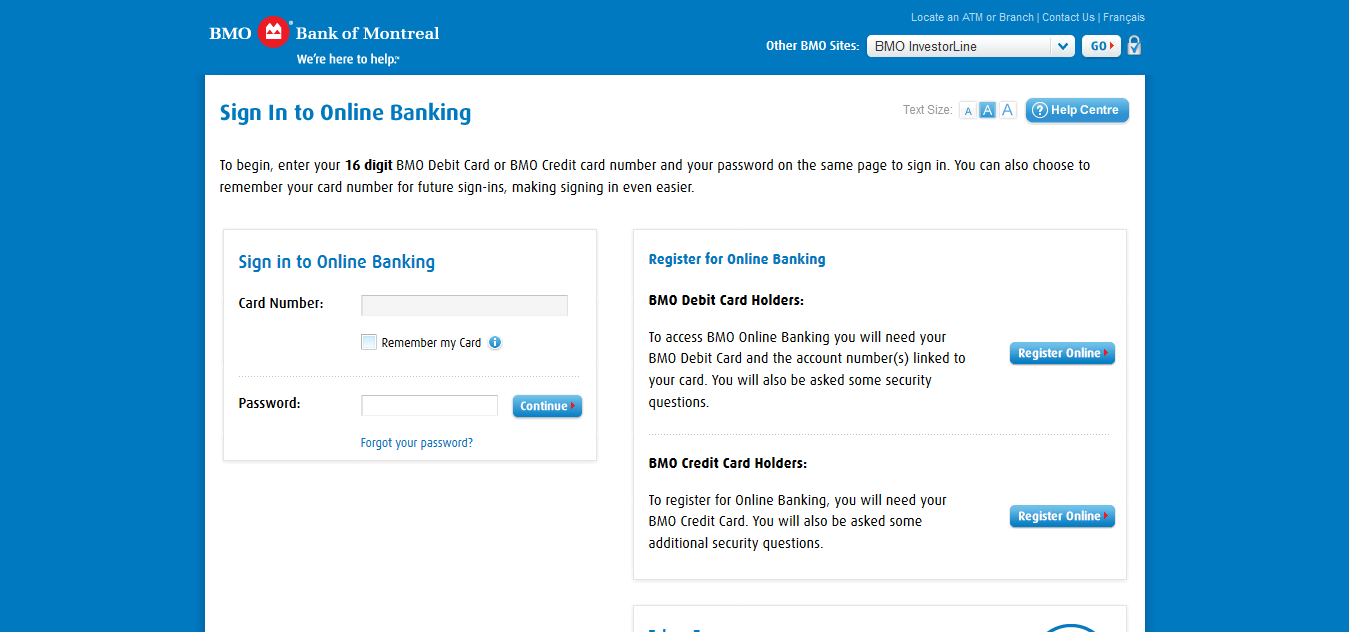 Locate an ATM or Branch | Contact Us | Français
BMO Bank of Montreal
We're here to help.™
Other BMO Sites: BMO InvestorLine GO
Sign In to Online Banking
Text Size: A A A Help Centre
To begin, enter your 16 digit BMO Debit Card or BMO Credit card number and your password on the same page to sign in. You can also choose to
remember your card number for future sign-ins, making signing in even easier.
Sign in to Online Banking
Card Number:
Remember my Card
Password: Continue
Forgot your password?
Register for Online Banking
BMO Debit Card Holders:
To access BMO Online Banking you will need your
BMO Debit Card and the account number(s) linked to
your card. You will also be asked some security
questions.
Register Online
BMO Credit Card Holders:
To register for Online Banking, you will need your
BMO Credit Card. You will also be asked some
additional security questions.
Register Online